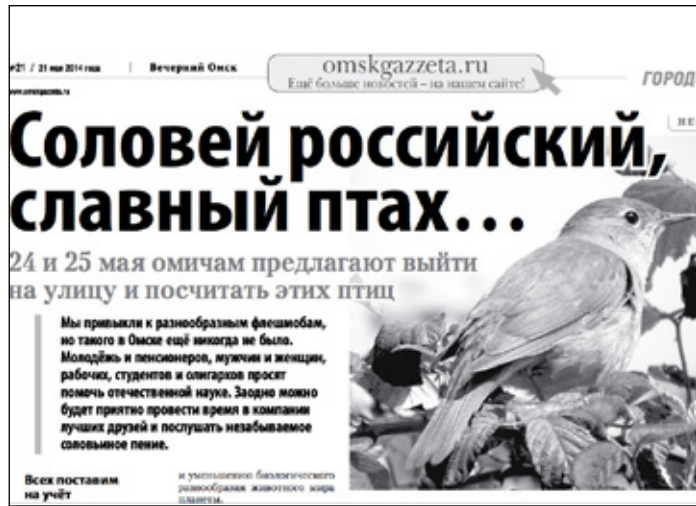 №21 / 21 мая 2014 года | Вечерний Омск
omskgazzeta.ru
Ещё больше новостей – на нашем сайте!
ГОРОД
www.omskgazzeta.ru
НЕ
Соловей российский,
славный птах...
24 и 25 мая омичам предлагают выйти
на улицу и посчитать этих птиц
Мы привыкли к разнообразным флешмобам,
но такого в Омске ещё никогда не было.
Молодёжь и пенсионеров, мужчин и женщин,
рабочих, студентов и олигархов просят
помочь отечественной науке. Заодно можно
будет приятно провести время в компании
лучших друзей и послушать незабываемое
соловьиное пение.
Всех поставим
на учёт
и уменьшению биологического
разнообразия животного мира
планеты.